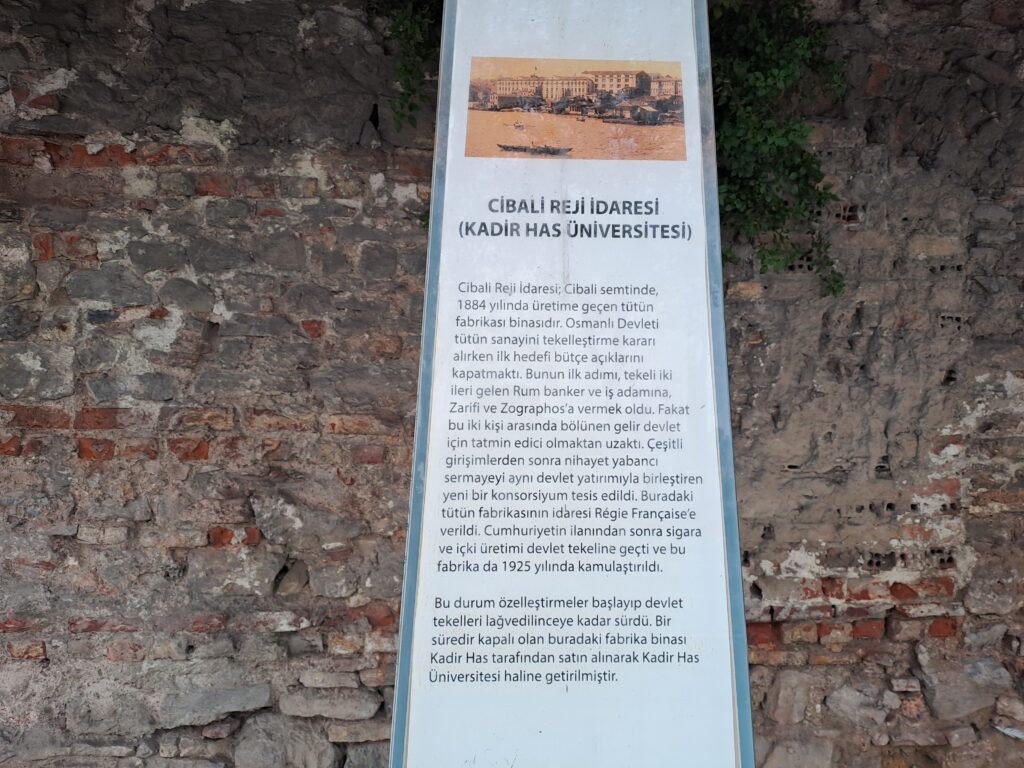 CİBALİ REJİ İDARESİ
(KADİR HAS ÜNİVERSİTESİ)
Cibali Reji İdaresi; Cibali semtinde,
1884 yılında üretime geçen tütün
fabrikası binasıdır. Osmanlı Devleti
tütün sanayini tekelleştirme kararı
alırken ilk hedefi bütçe açıklarını
kapatmaktı. Bunun ilk adımı, tekeli iki
ileri gelen Rum banker ve iş adamına,
Zarifi ve Zographos'a vermek oldu. Fakat
bu iki kişi arasında bölünen gelir devlet
için tatmin edici olmaktan uzaktı. Çeşitli
girişimlerden sonra nihayet yabancı
sermayeyi aynı devlet yatırımıyla birleştiren
yeni bir konsorsiyum tesis edildi. Buradaki
tütün fabrikasının idaresi Régie Française'e
verildi. Cumhuriyetin ilanından sonra sigara
ve içki üretimi devlet tekeline geçti ve bu
fabrika da 1925 yılında kamulaştırıldı.
Bu durum özelleştirmeler başlayıp devlet
tekelleri lağvedilinceye kadar sürdü. Bir
süredir kapalı olan buradaki fabrika binası
Kadir Has tarafından satın alınarak Kadir Has
Üniversitesi haline getirilmiştir.